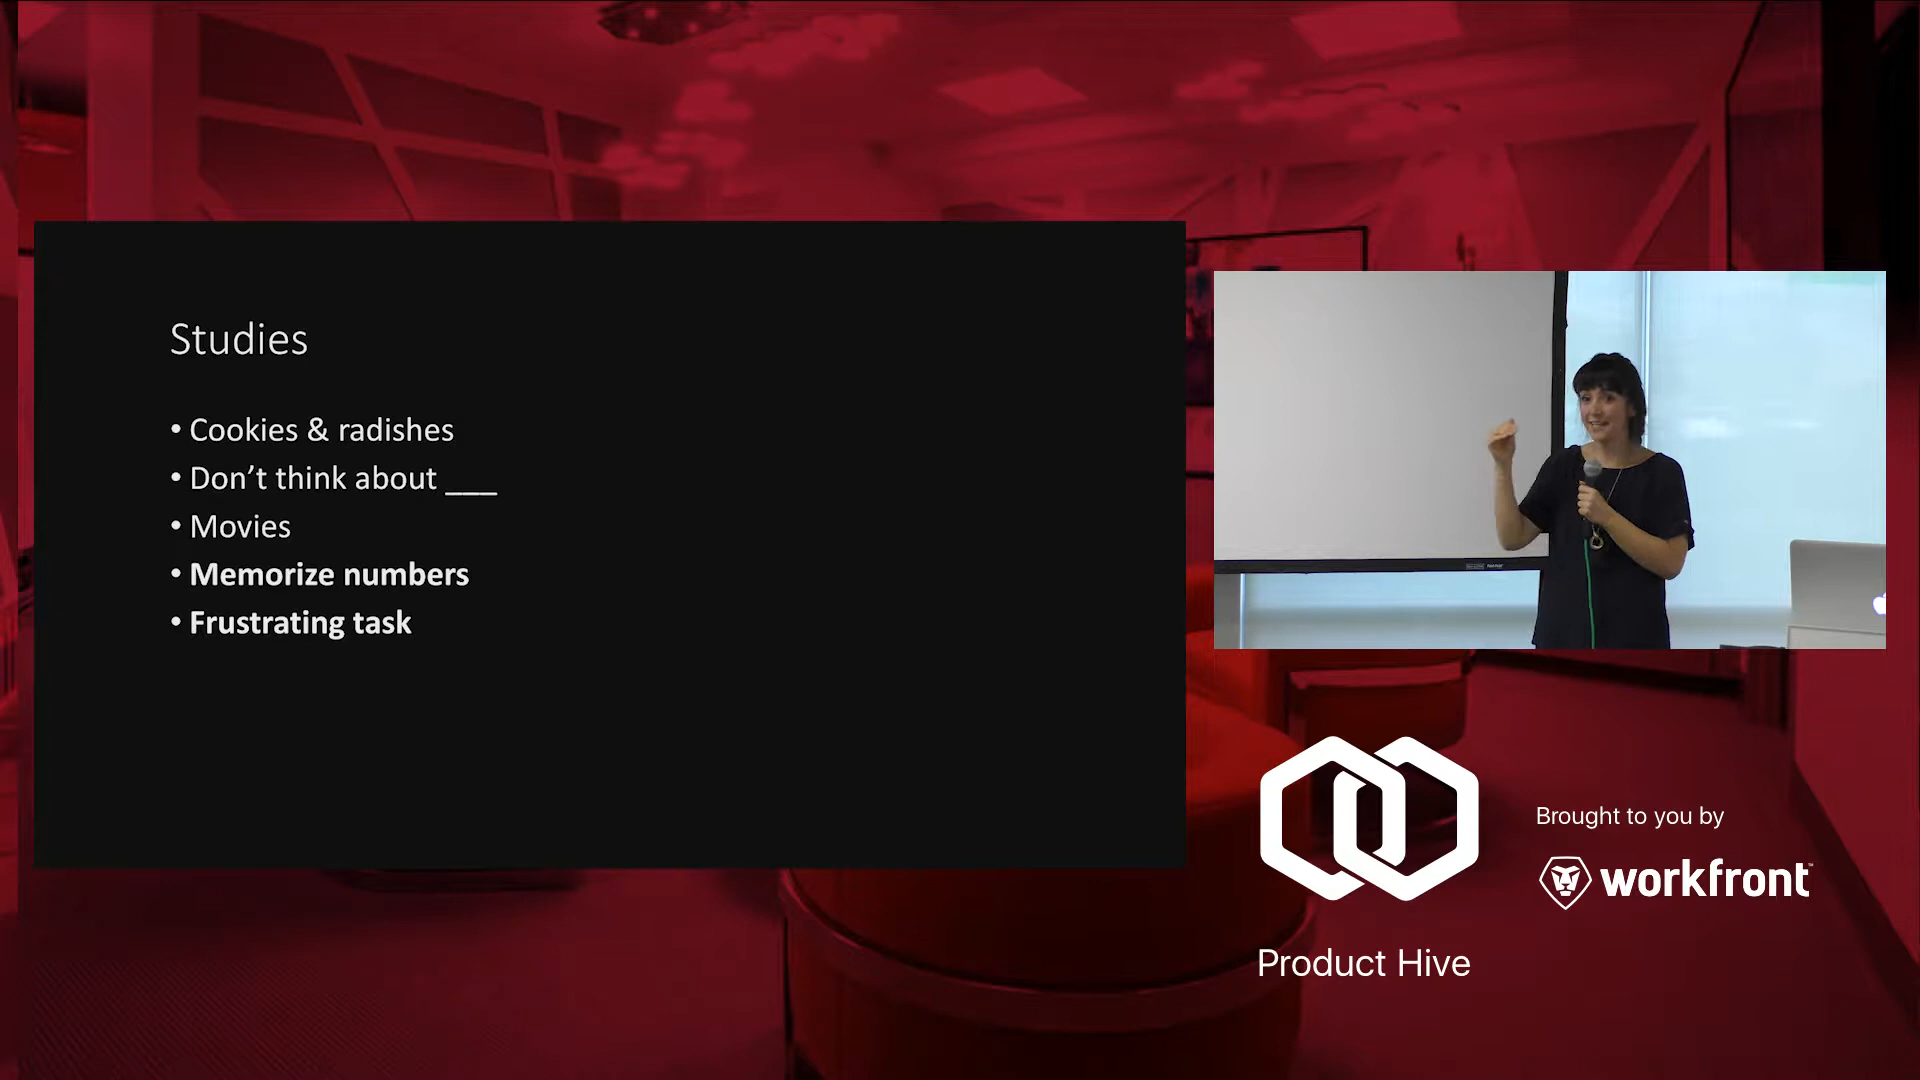 Studies
• Cookies & radishes
• Don’t think about ___
• Movies
• Memorize numbers
• Frustrating task
Brought to you by
workfront
Product Hive